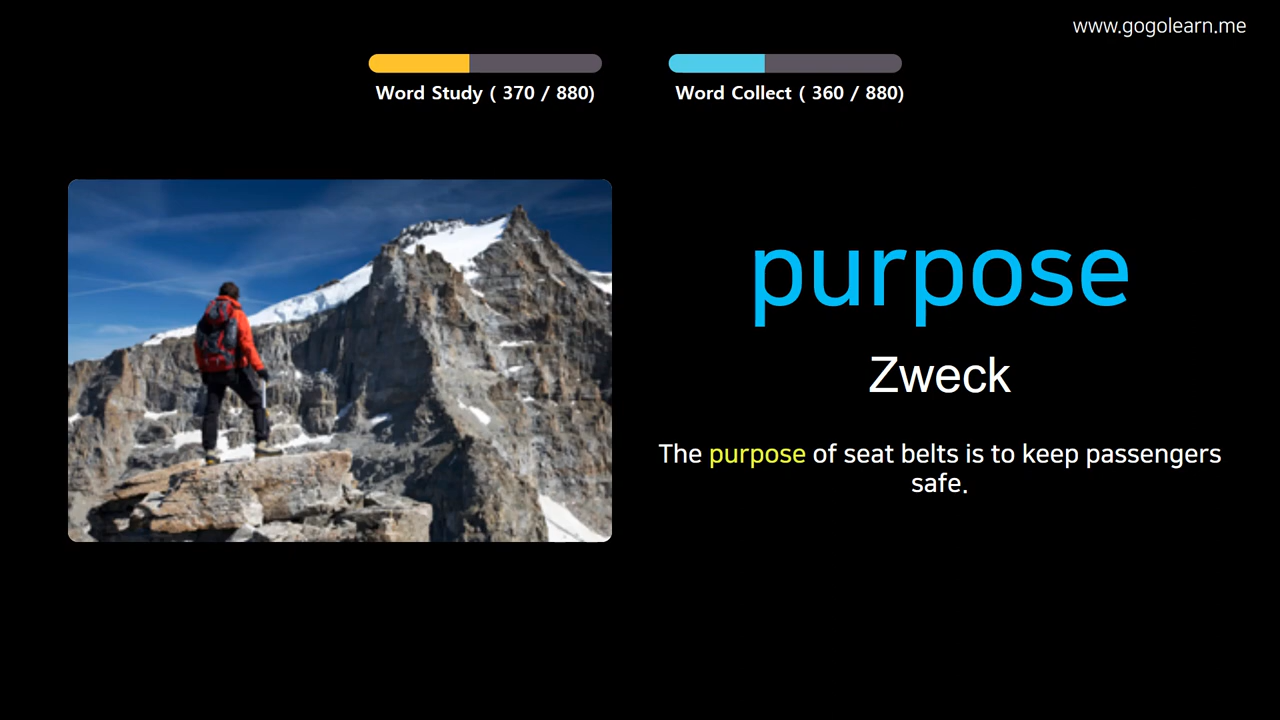 www.gogolearn.me
Word Study ( 370 / 880)
Word Collect ( 360 / 880)
purpose
Zweck
The purpose of seat belts is to keep passengers
safe.